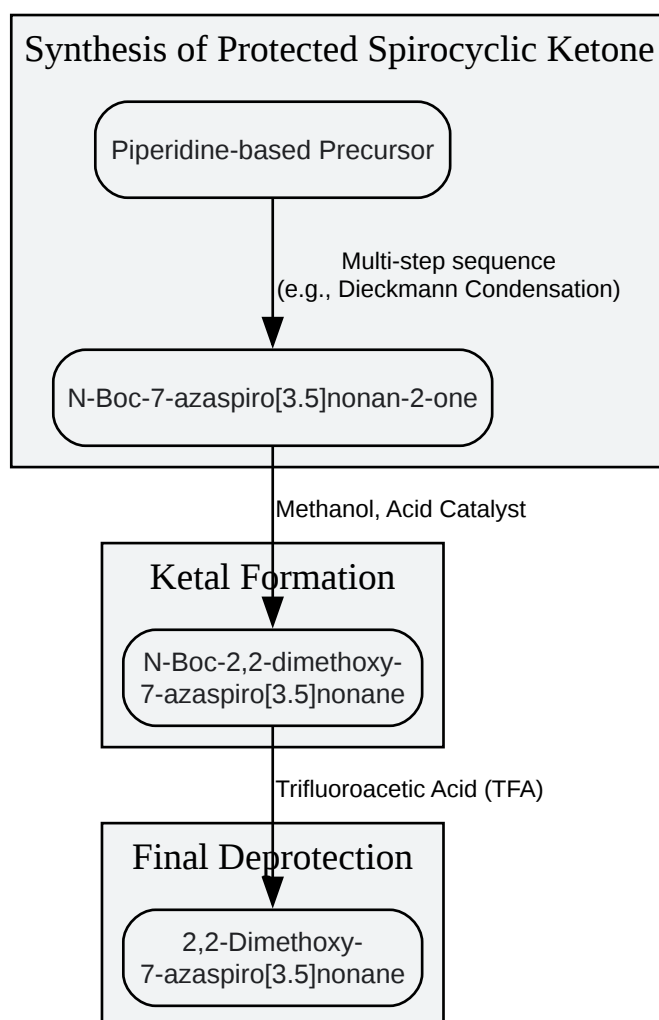 Synthesis of Protected Spirocyclic Ketone
Piperidine-based Precursor
Multi-step sequence
(e.g., Dieckmann Condensation)
N-Boc-7-azaspiro[3.5]nonan-2-one
Methanol, Acid Catalyst
Ketal Formation
N-Boc-2,2-dimethoxy-
7-azaspiro[3.5]nonane
Trifluoroacetic Acid (TFA)
Final Deprotection
2,2-Dimethoxy-
7-azaspiro[3.5]nonane